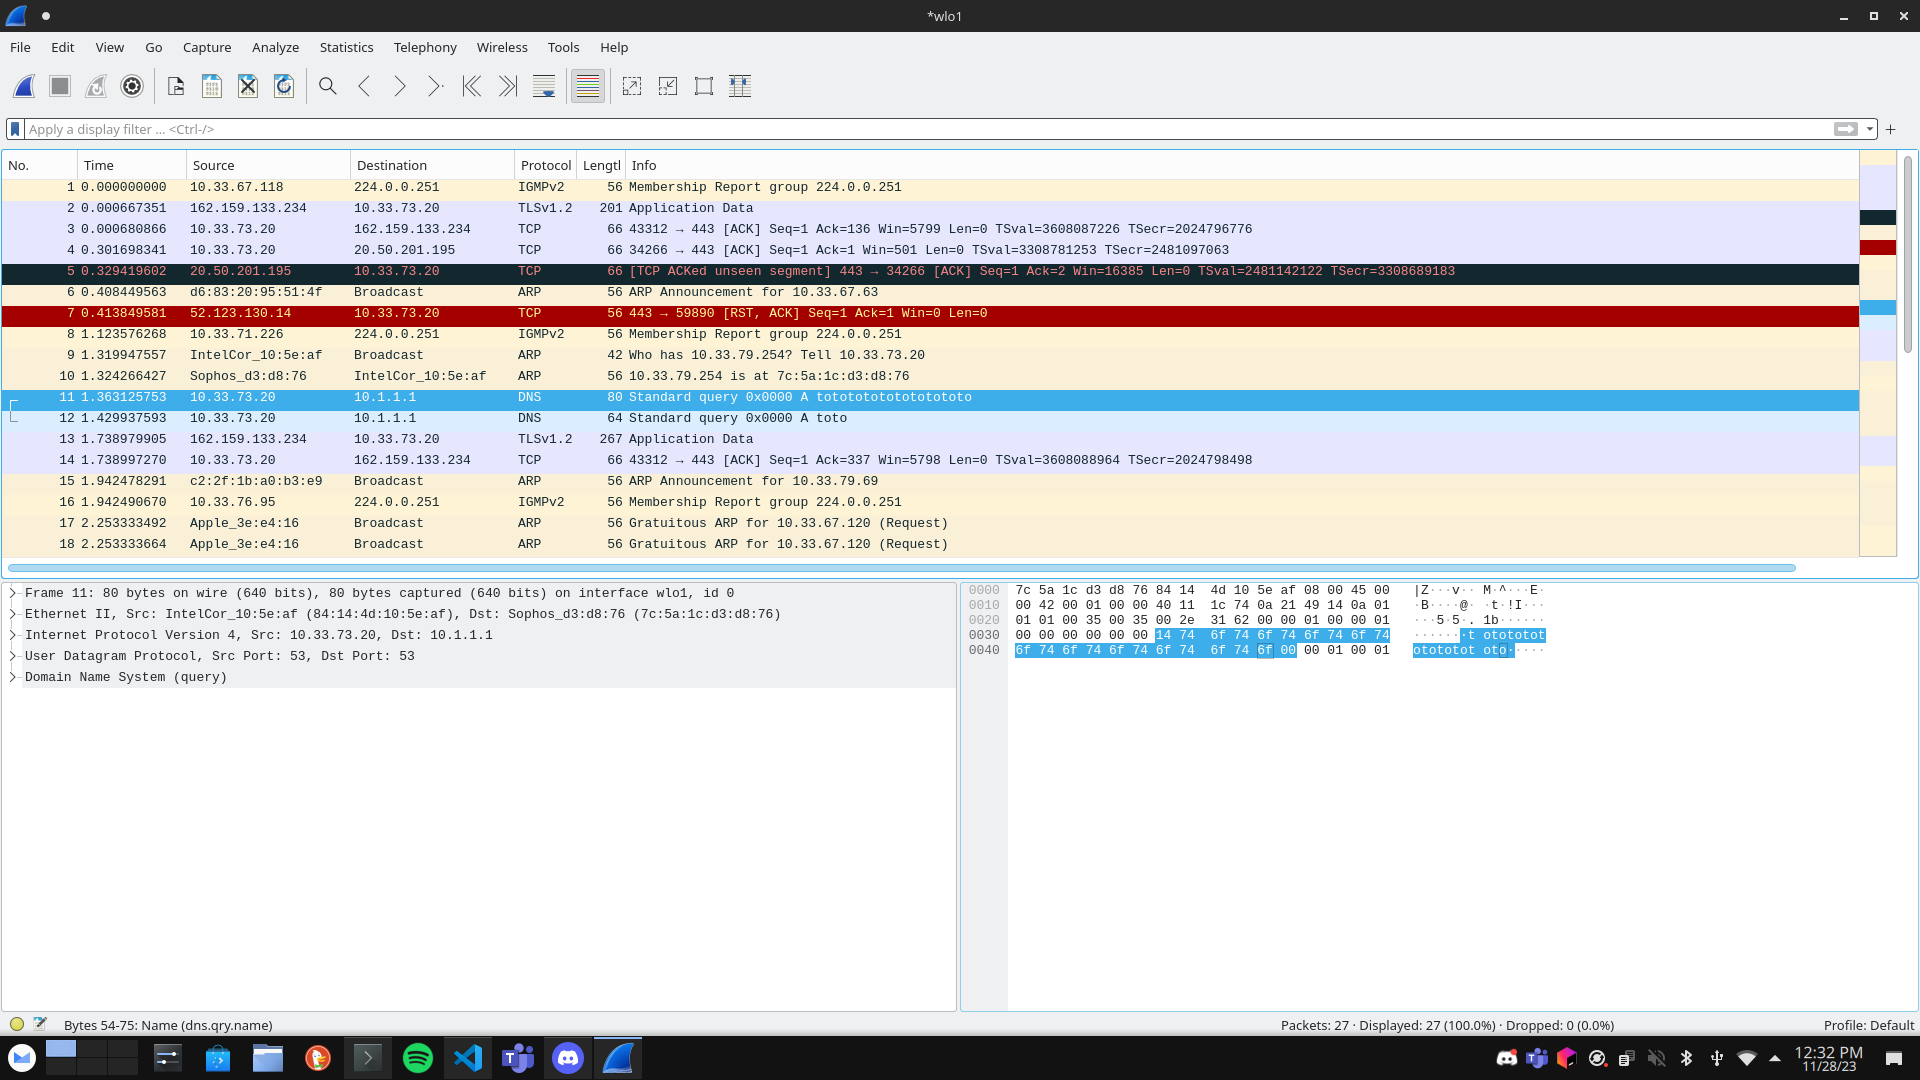 *wlo1
File Edit View Go Capture Analyze Statistics Telephony Wireless Tools Help
Apply a display filter ... <Ctrl-/>
No. Time Source Destination Protocol Lengtl Info
1 0.000000000 10.33.67.118 224.0.0.251 IGMPv2 56 Membership Report group 224.0.0.251
2 0.000667351 162.159.133.234 10.33.73.20 TLSv1.2 201 Application Data
3 0.000680866 10.33.73.20 162.159.133.234 TCP 66 43312 → 443 [ACK] Seq=1 Ack=136 Win=5799 Len=0 TSval=3608087226 TSecr=2024796776
4 0.301698341 10.33.73.20 20.50.201.195 TCP 66 34266 → 443 [ACK] Seq=1 Ack=1 Win=501 Len=0 TSval=3308781253 TSecr=2481097063
5 0.329419602 20.50.201.195 10.33.73.20 TCP 66 [TCP ACKed unseen segment] 443 → 34266 [ACK] Seq=1 Ack=2 Win=16385 Len=0 TSval=2481142122 TSecr=3308689183
6 0.408449563 d6:83:20:95:51:4f Broadcast ARP 56 ARP Announcement for 10.33.67.63
7 0.413849581 52.123.130.14 10.33.73.20 TCP 56 443 → 59890 [RST, ACK] Seq=1 Ack=1 Win=0 Len=0
8 1.123576268 10.33.71.226 224.0.0.251 IGMPv2 56 Membership Report group 224.0.0.251
9 1.319947557 IntelCor_10:5e:af Broadcast ARP 42 Who has 10.33.79.254? Tell 10.33.73.20
10 1.324266427 Sophos_d3:d8:76 IntelCor_10:5e:af ARP 56 10.33.79.254 is at 7c:5a:1c:d3:d8:76
11 1.363125753 10.33.73.20 10.1.1.1 DNS 80 Standard query 0x0000 A totototototototototo
12 1.429937593 10.33.73.20 10.1.1.1 DNS 64 Standard query 0x0000 A toto
13 1.738979905 162.159.133.234 10.33.73.20 TLSv1.2 267 Application Data
14 1.738997270 10.33.73.20 162.159.133.234 TCP 66 43312 → 443 [ACK] Seq=1 Ack=337 Win=5798 Len=0 TSval=3608088964 TSecr=2024798498
15 1.942478291 c2:2f:1b:a0:b3:e9 Broadcast ARP 56 ARP Announcement for 10.33.79.69
16 1.942490670 10.33.76.95 224.0.0.251 IGMPv2 56 Membership Report group 224.0.0.251
17 2.253333492 Apple_3e:e4:16 Broadcast ARP 56 Gratuitous ARP for 10.33.67.120 (Request)
18 2.253333664 Apple_3e:e4:16 Broadcast ARP 56 Gratuitous ARP for 10.33.67.120 (Request)
Frame 11: 80 bytes on wire (640 bits), 80 bytes captured (640 bits) on interface wlo1, id 0
Ethernet II, Src: IntelCor_10:5e:af (84:14:4d:10:5e:af), Dst: Sophos_d3:d8:76 (7c:5a:1c:d3:d8:76)
Internet Protocol Version 4, Src: 10.33.73.20, Dst: 10.1.1.1
User Datagram Protocol, Src Port: 53, Dst Port: 53
Domain Name System (query)
0000 7c 5a 1c d3 d8 76 84 14 4d 10 5e af 08 00 45 00 |Z···v·· M·^···E·
0010 00 42 00 01 00 00 40 11 1c 74 0a 21 49 14 0a 01 ·B····@· ·t·!I···
0020 01 01 00 35 00 35 00 2e 31 62 00 00 01 00 00 01 ···5·5·. 1b······
0030 00 00 00 00 00 00 14 74 6f 74 6f 74 6f 74 6f 74 ·······t otototot
0040 6f 74 6f 74 6f 74 6f 74 6f 74 6f 00 00 01 00 01 otototot oto·····
Bytes 54-75: Name (dns.qry.name)
Packets: 27 · Displayed: 27 (100.0%) · Dropped: 0 (0.0%)
Profile: Default
12:32 PM
11/28/23